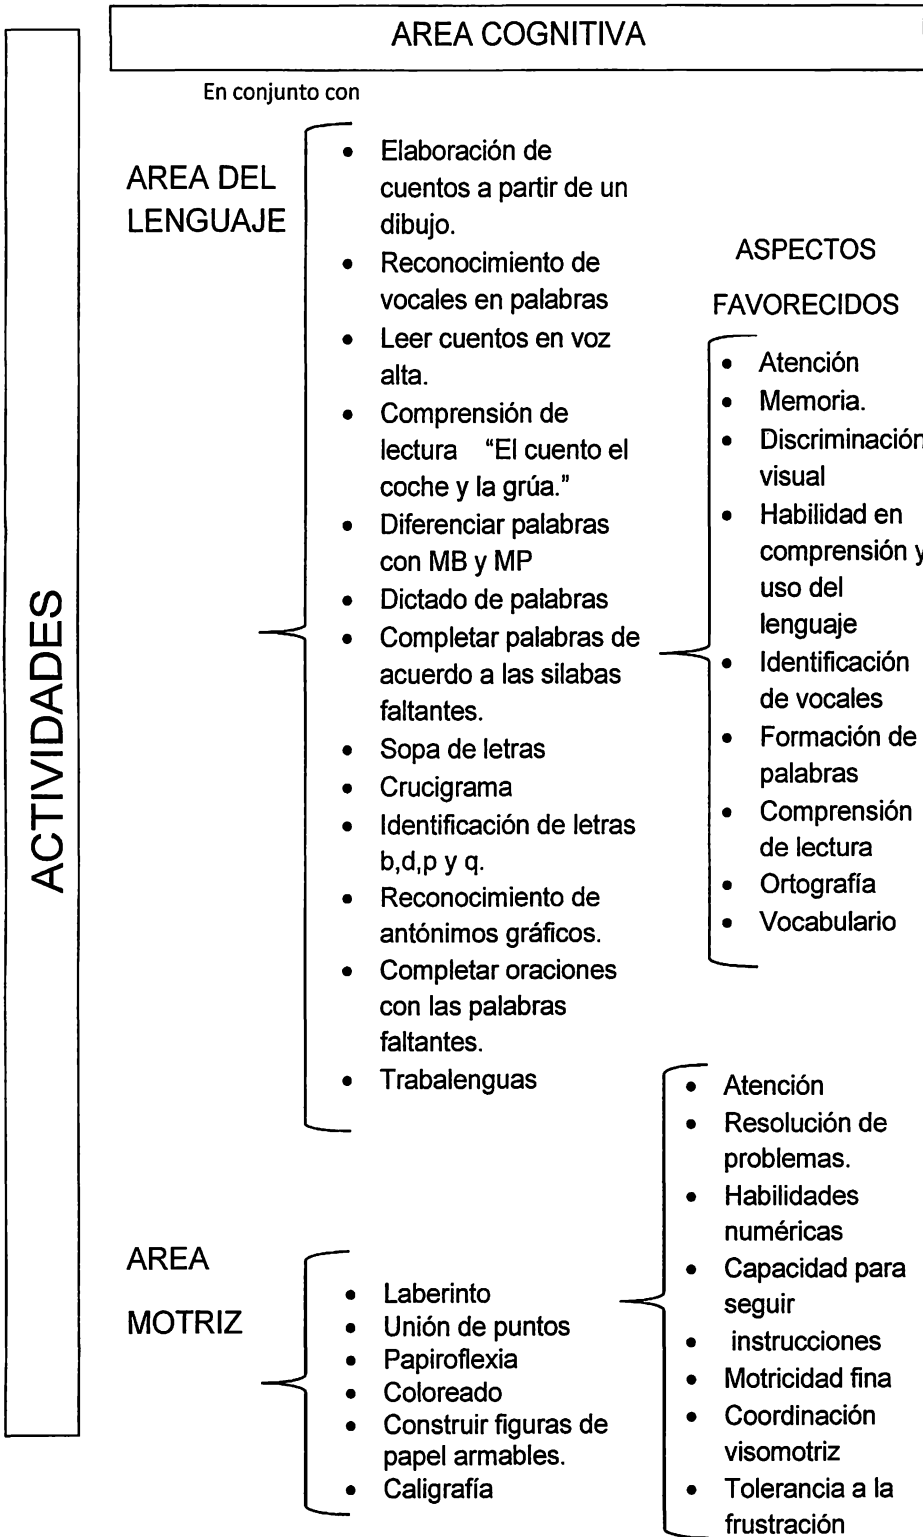 AREA COGNITIVA
En conjunto con
ACTIVIDADES
AREA DEL
LENGUAJE
• Elaboración de
cuentos a partir de un
dibujo.
• Reconocimiento de
vocales en palabras
• Leer cuentos en voz
alta.
• Comprensión de
lectura “El cuento el
coche y la grúa.”
• Diferenciar palabras
con MB y MP
• Dictado de palabras
• Completar palabras de
acuerdo a las silabas
faltantes.
• Sopa de letras
• Crucigrama
• Identificación de letras
b,d,p y q.
• Reconocimiento de
antónimos gráficos.
• Completar oraciones
con las palabras
faltantes.
• Trabalenguas
ASPECTOS
FAVORECIDOS
• Atención
• Memoria.
• Discriminación
visual
• Habilidad en
comprensión y
uso del
lenguaje
• Identificación
de vocales
• Formación de
palabras
• Comprensión
de lectura
• Ortografía
• Vocabulario
AREA
MOTRIZ
• Laberinto
• Unión de puntos
• Papiroflexia
• Coloreado
• Construir figuras de
papel armables.
• Caligrafía
• Atención
• Resolución de
problemas.
• Habilidades
numéricas
• Capacidad para
seguir
• instrucciones
• Motricidad fina
• Coordinación
visomotriz
• Tolerancia a la
frustración